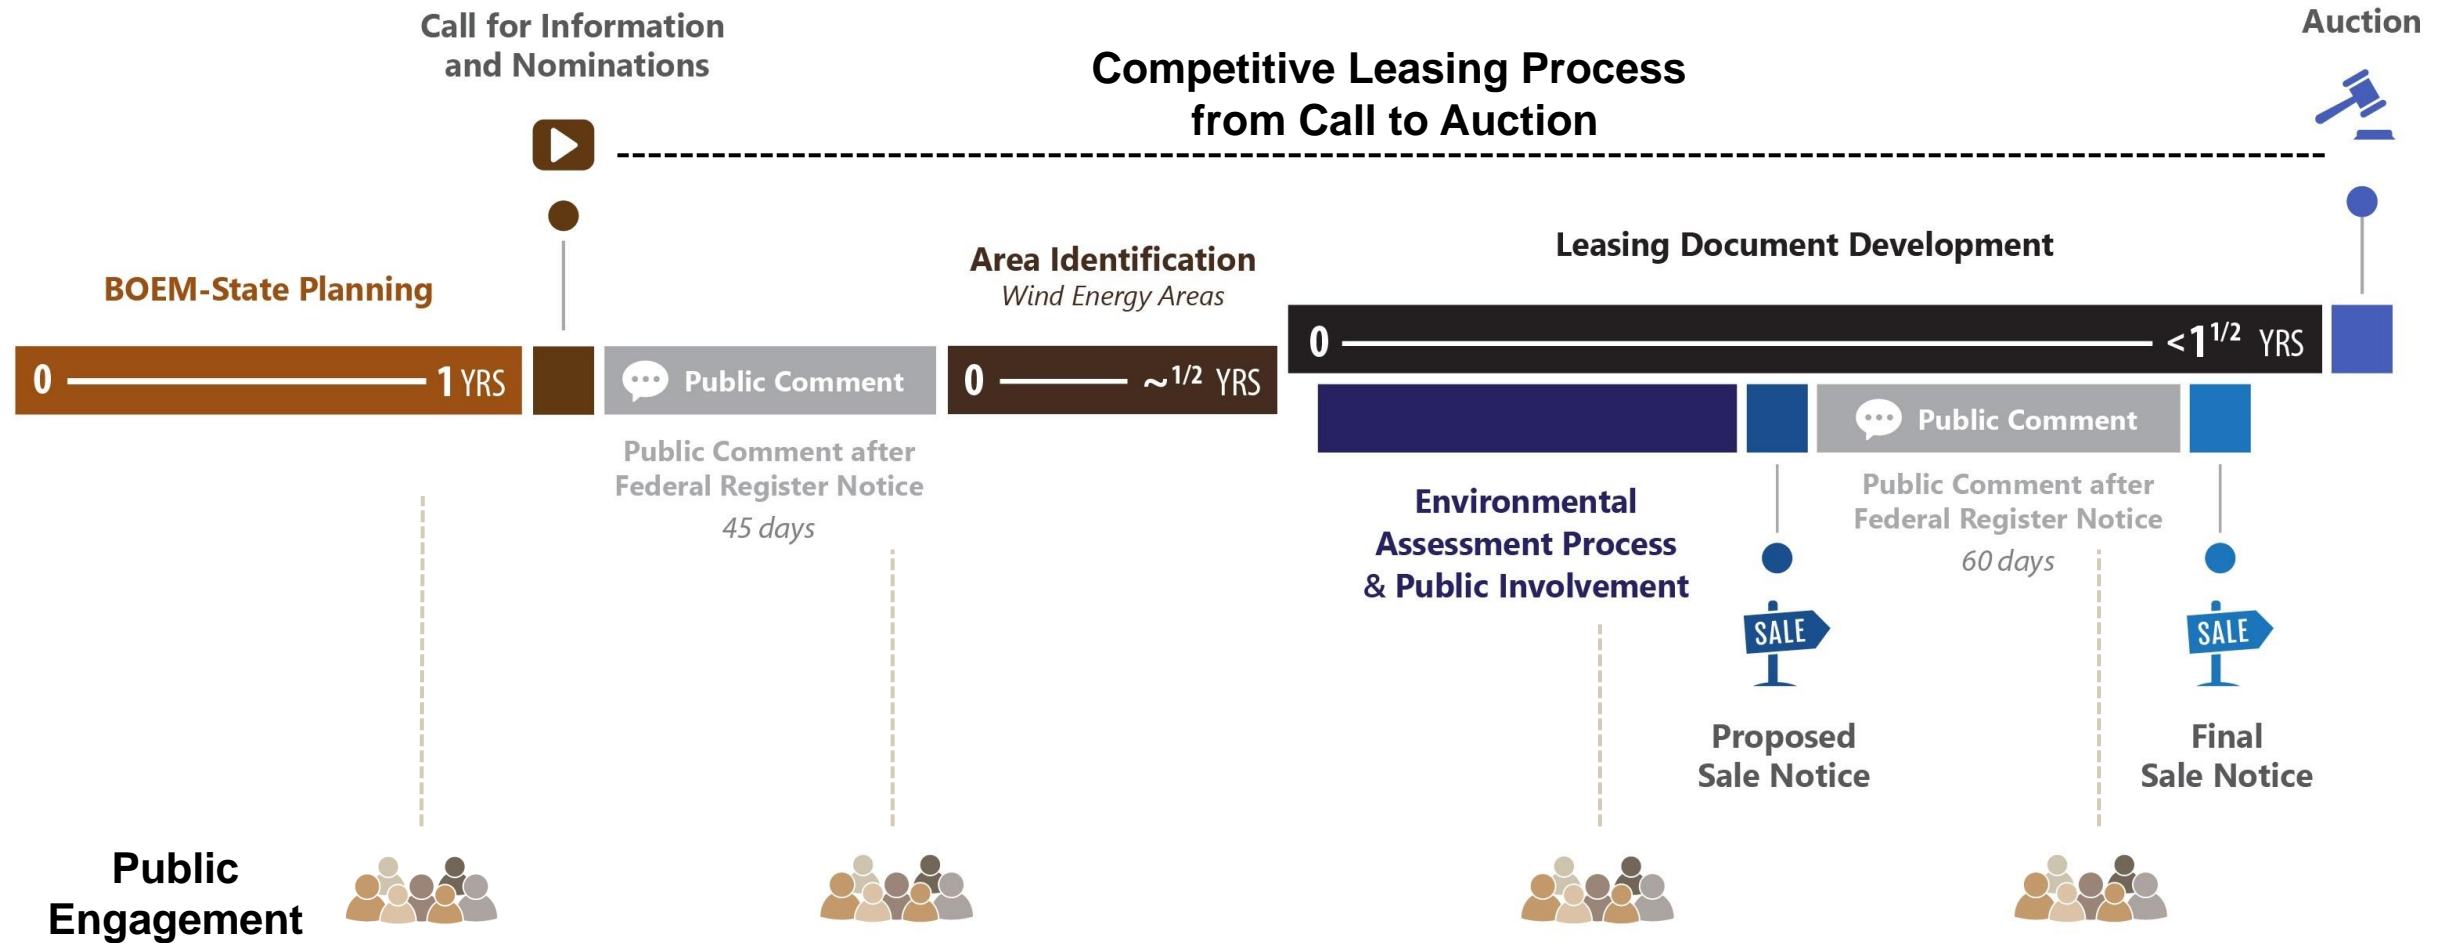 Call for Information
and Nominations
Competitive Leasing Process
from Call to Auction
Auction
BOEM-State Planning
Area Identification
Wind Energy Areas
Leasing Document Development
0 1 YRS
Public Comment
0 ~1/2 YRS
0 <1 1/2 YRS
Public Comment
Public Comment after
Federal Register Notice
45 days
Environmental
Assessment Process
& Public Involvement
Public Comment after
Federal Register Notice
60 days
SALE
SALE
Proposed
Sale Notice
Final
Sale Notice
Public
Engagement